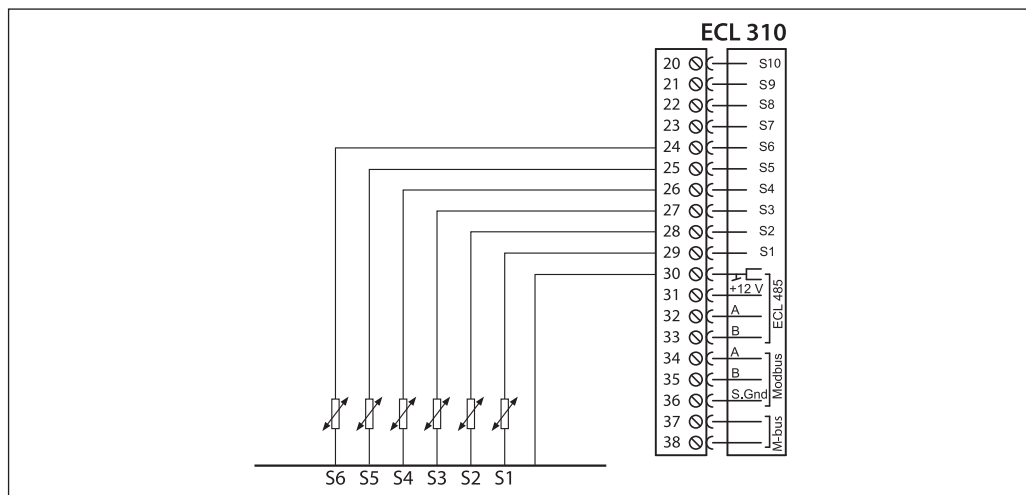 ECL 310
20 S10
21 S9
22 S8
23 S7
24 S6
25 S5
26 S4
27 S3
28 S2
29 S1
30
31 +12 V
32 A
33 B
ECL 485
34 A
35 B
36 S.Gnd
Modbus
37
38
M-bus
S6 S5 S4 S3 S2 S1